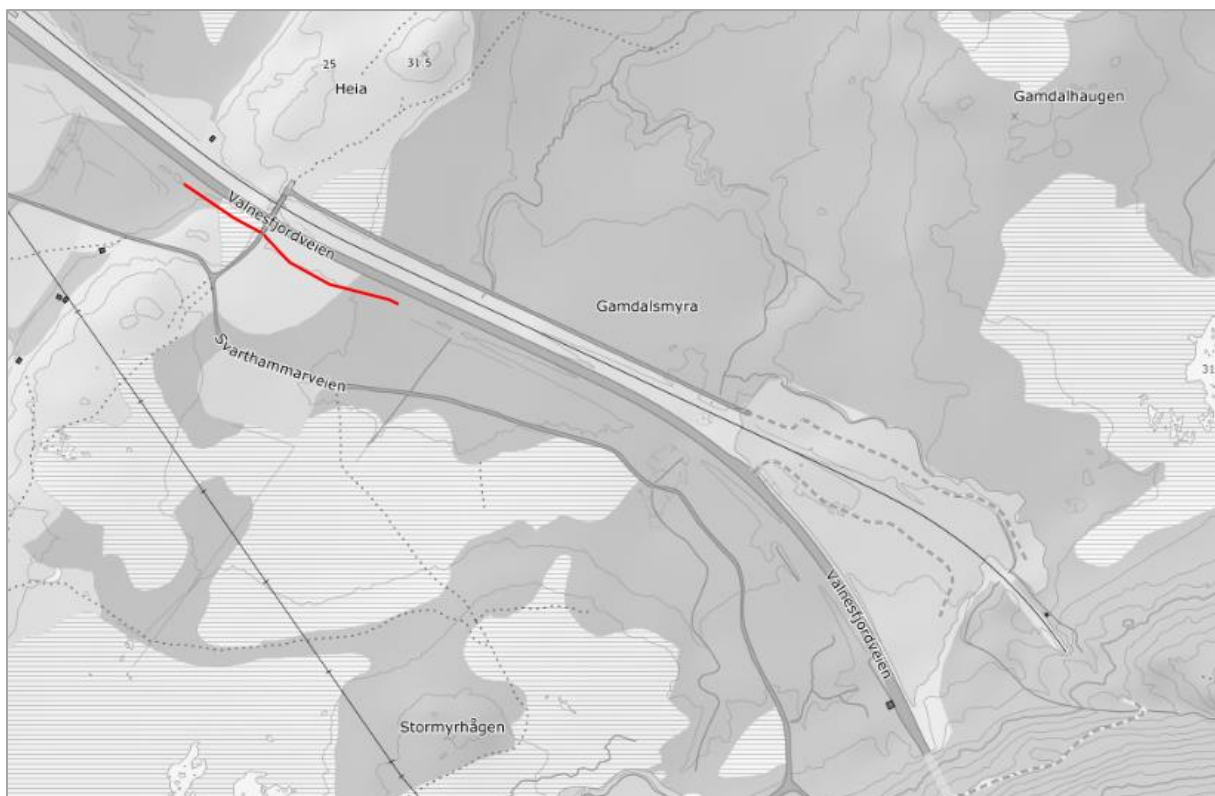 25
31.5
Heia
Gamdalhaugen
Valnesfjordveien
Gamdalsmyra
Svarthammarveien
31
Valnesfjordveien
Stormyrhågen